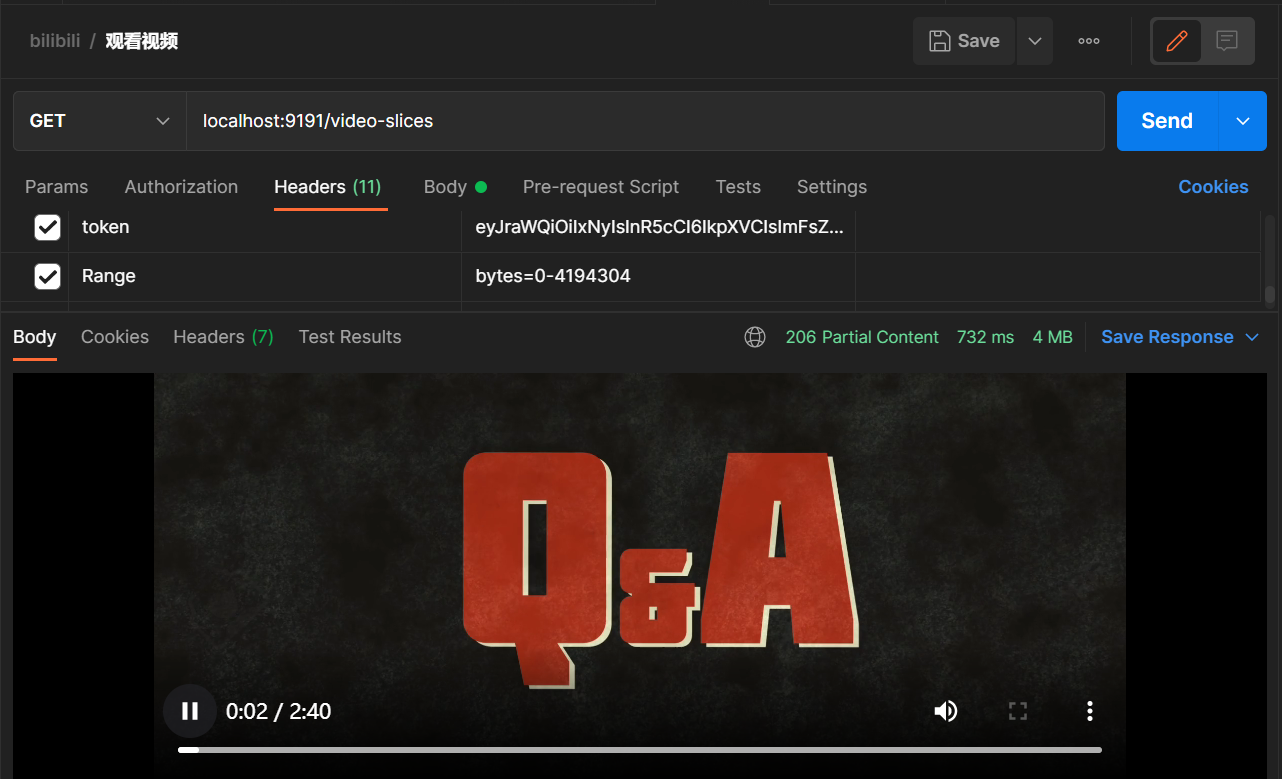 bilibili / 观看视频
Save
GET
localhost:9191/video-slices
Send
Params Authorization Headers (11) Body Pre-request Script Tests Settings Cookies
token eyJraWQiOiIxNyIsInR5cCI6IkpXVCIsImFsZ...
Range bytes=0-4194304
Body Cookies Headers (7) Test Results 206 Partial Content 732 ms 4 MB Save Response
Q&A
0:02 / 2:40